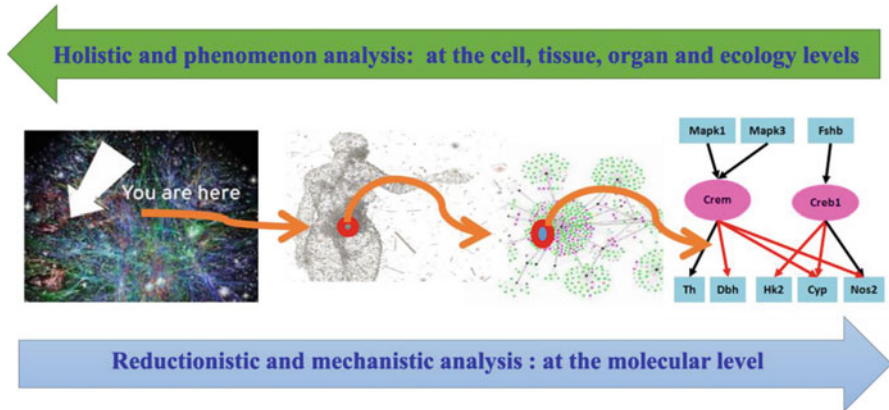 Holistic and phenomenon analysis:  at the cell, tissue, organ and ecology levels
You are here
Mapk1 Mapk3 Fshb
Crem Creb1
Th Dbh Hk2 Cyp Nos2
Reductionistic and mechanistic analysis : at the molecular level